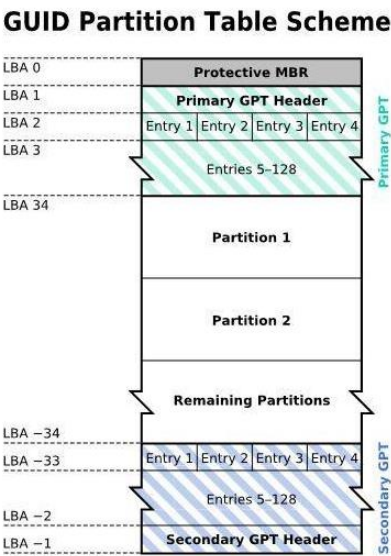 GUID Partition Table Scheme
LBA 0
Protective MBR
LBA 1
Primary GPT Header
LBA 2
Entry 1 Entry 2 Entry 3 Entry 4
LBA 3
Entries 5–128
Primary GPT
LBA 34
Partition 1
Partition 2
Remaining Partitions
LBA −34
LBA −33
Entry 1 Entry 2 Entry 3 Entry 4
Entries 5–128
LBA −2
LBA −1
Secondary GPT Header
Secondary GPT